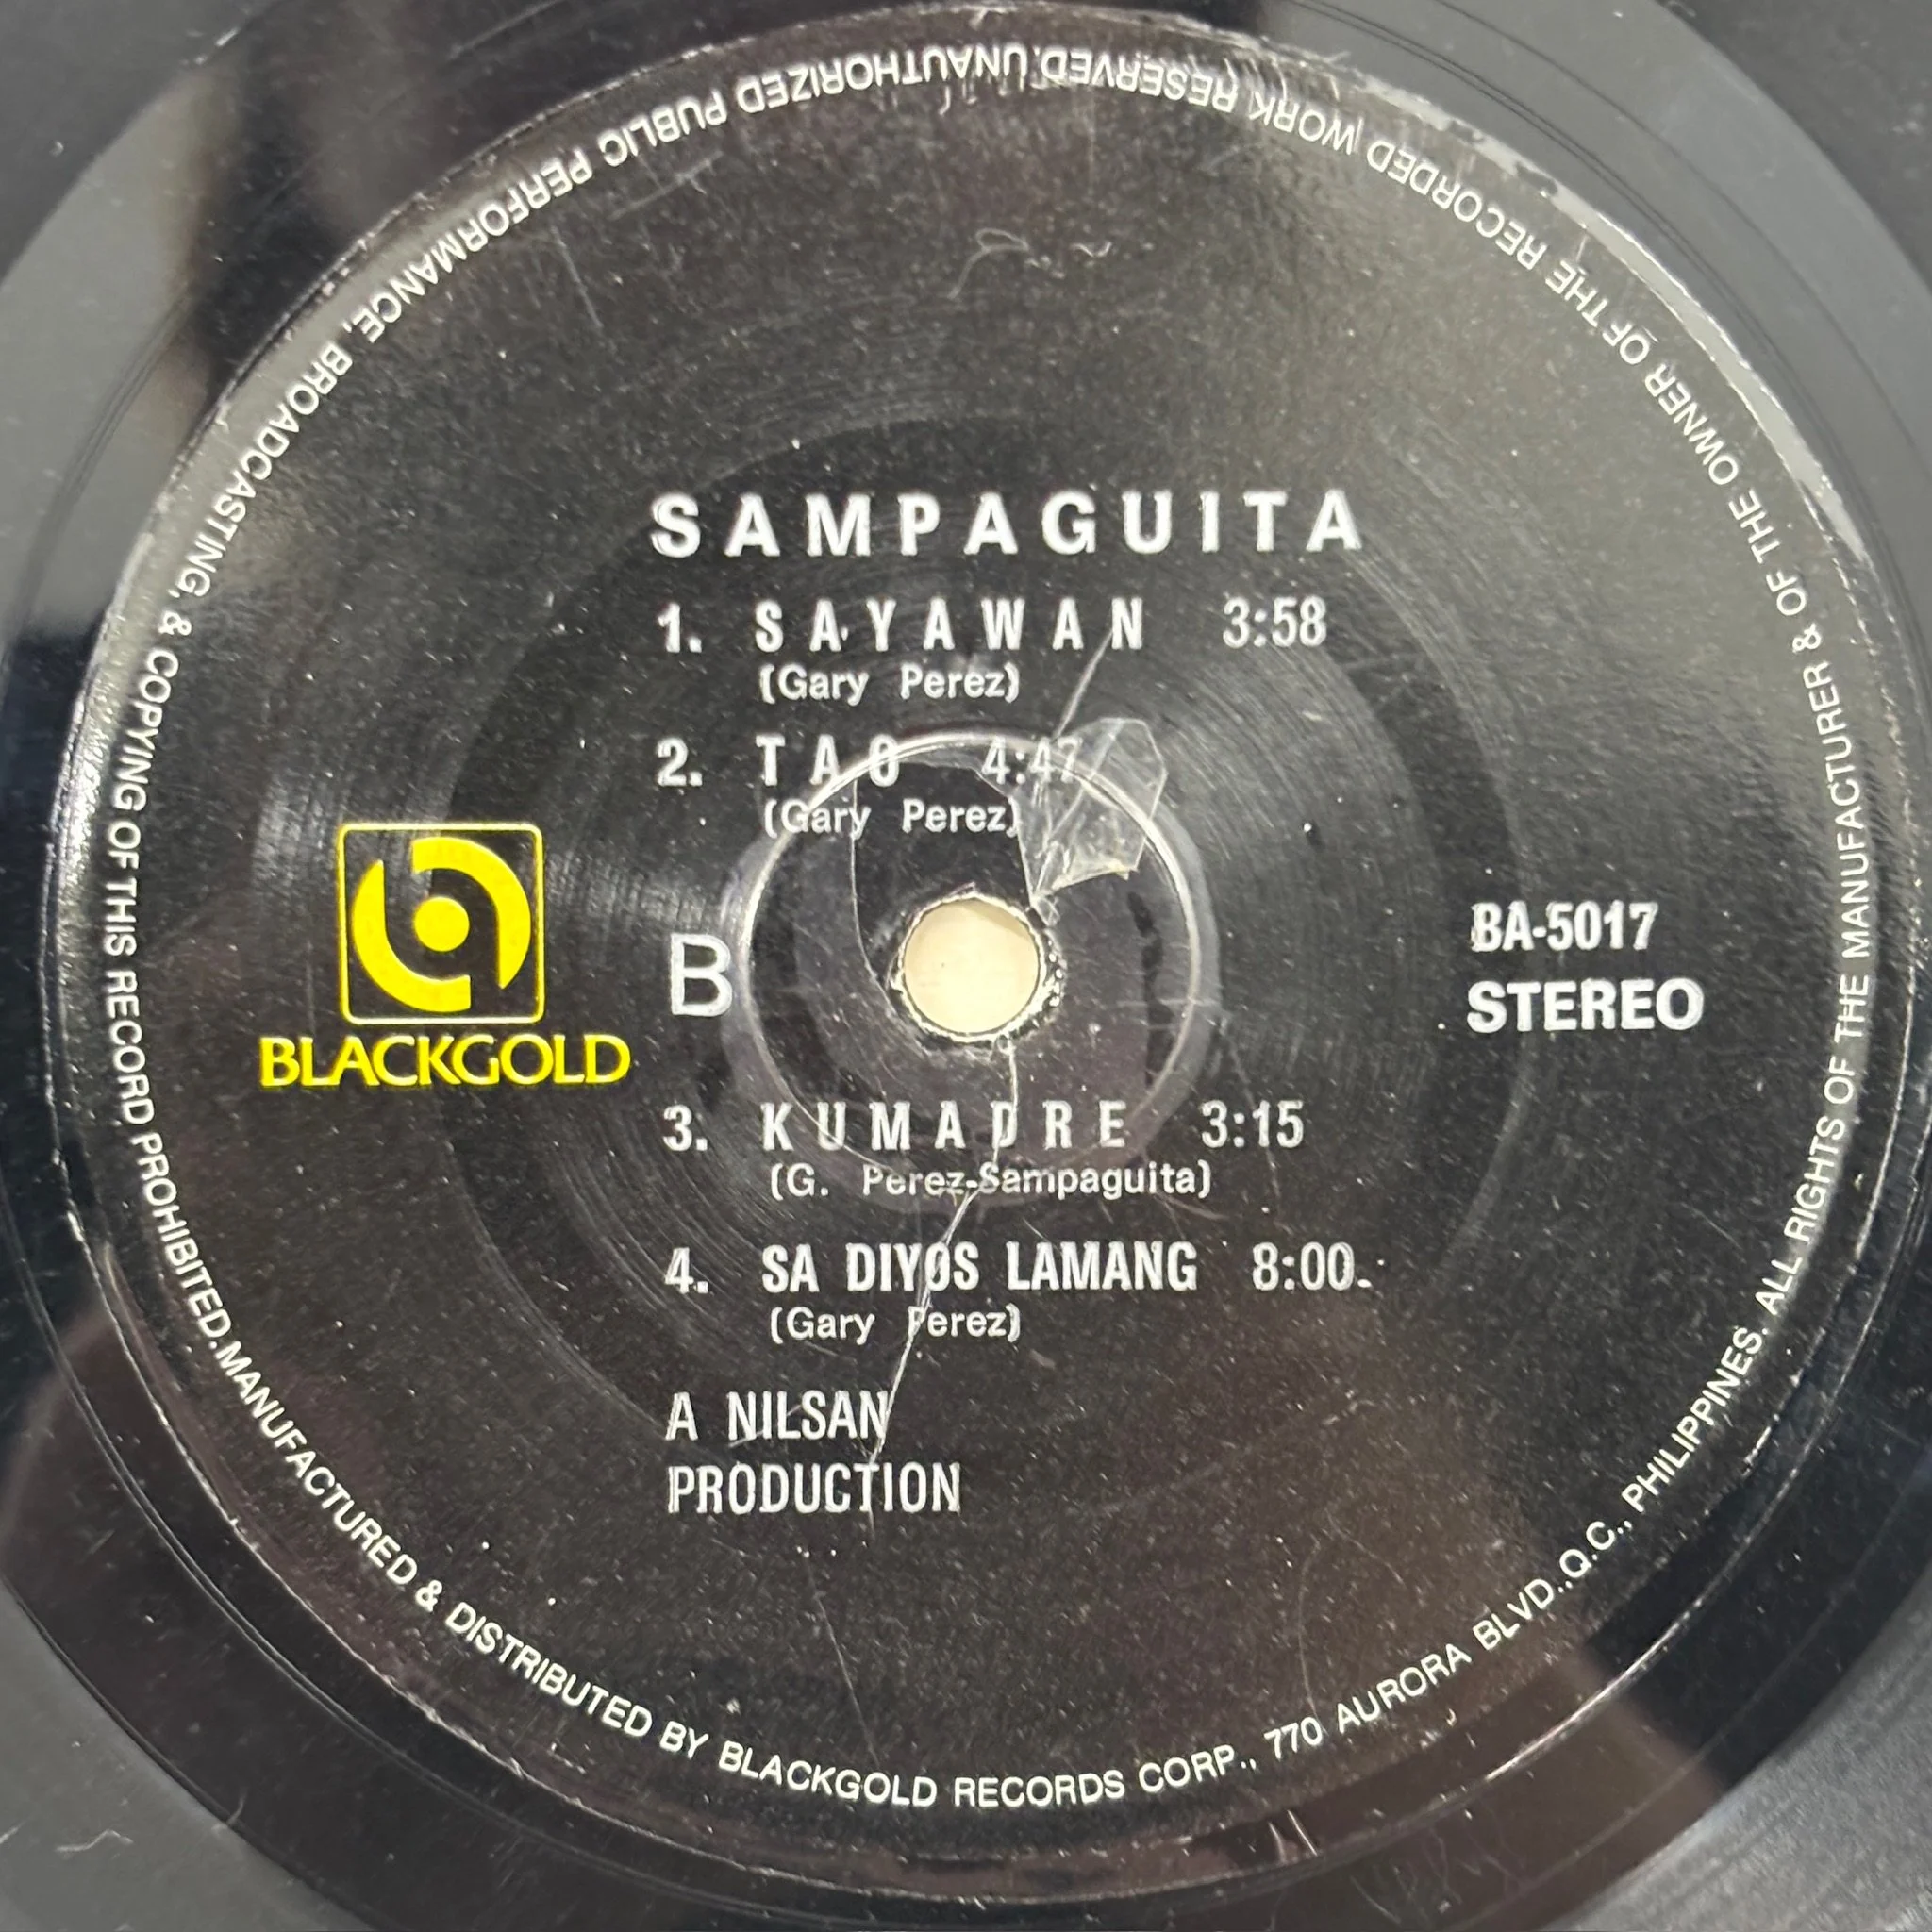 SAMPAGUITA
1. SAYAWAN 3:58
(Gary Perez)
2. TAO 4:47
(Gary Perez)
BLACKGOLD
B
BA-5017
STEREO
3. KUMADRE 3:15
(G. Perez-Sampaguita)
4. SA DIYOS LAMANG 8:00
(Gary Perez)
A NILSAN
PRODUCTION
MANUFACTURED & DISTRIBUTED BY BLACKGOLD RECORDS CORP., 770 AURORA BLVD.,Q.C., PHILIPPINES. ALL RIGHTS OF THE MANUFACTURER & OF THE OWNER OF THE RECORDED WORK RESERVED.UNAUTHORIZED PUBLIC PERFORMANCE, BROADCASTING, & COPYING OF THIS RECORD PROHIBITED.